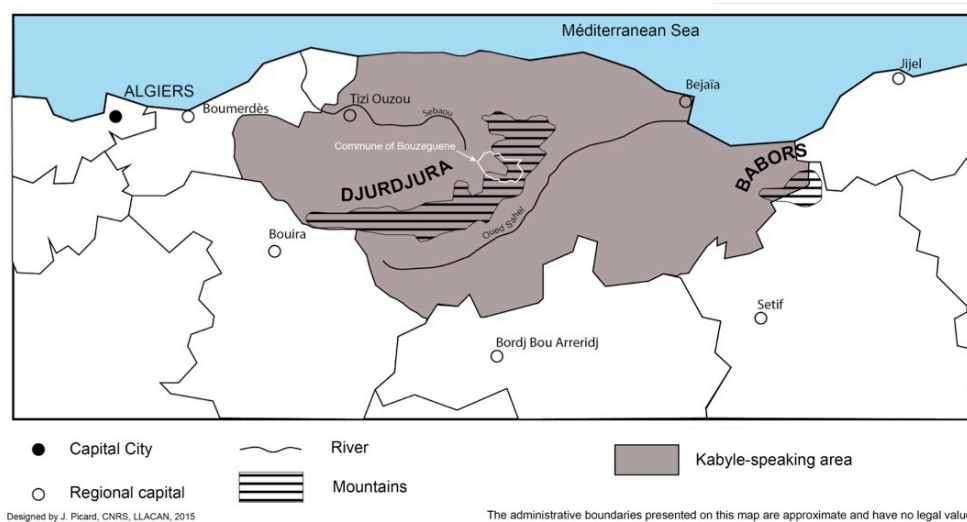 Méditerranean Sea
Jijel
ALGIERS
Bejaïa
Boumerdès
Tizi Ouzou
Sebaou
Commune of Bouzeguene
BABORS
DJURDJURA
Oued Sahel
Bouira
Setif
Bordj Bou Arreridj
Capital City
River
Kabyle-speaking area
Regional capital
Mountains
Designed by J. Picard, CNRS, LLACAN, 2015
The administrative boundaries presented on this map are approximate and have no legal value